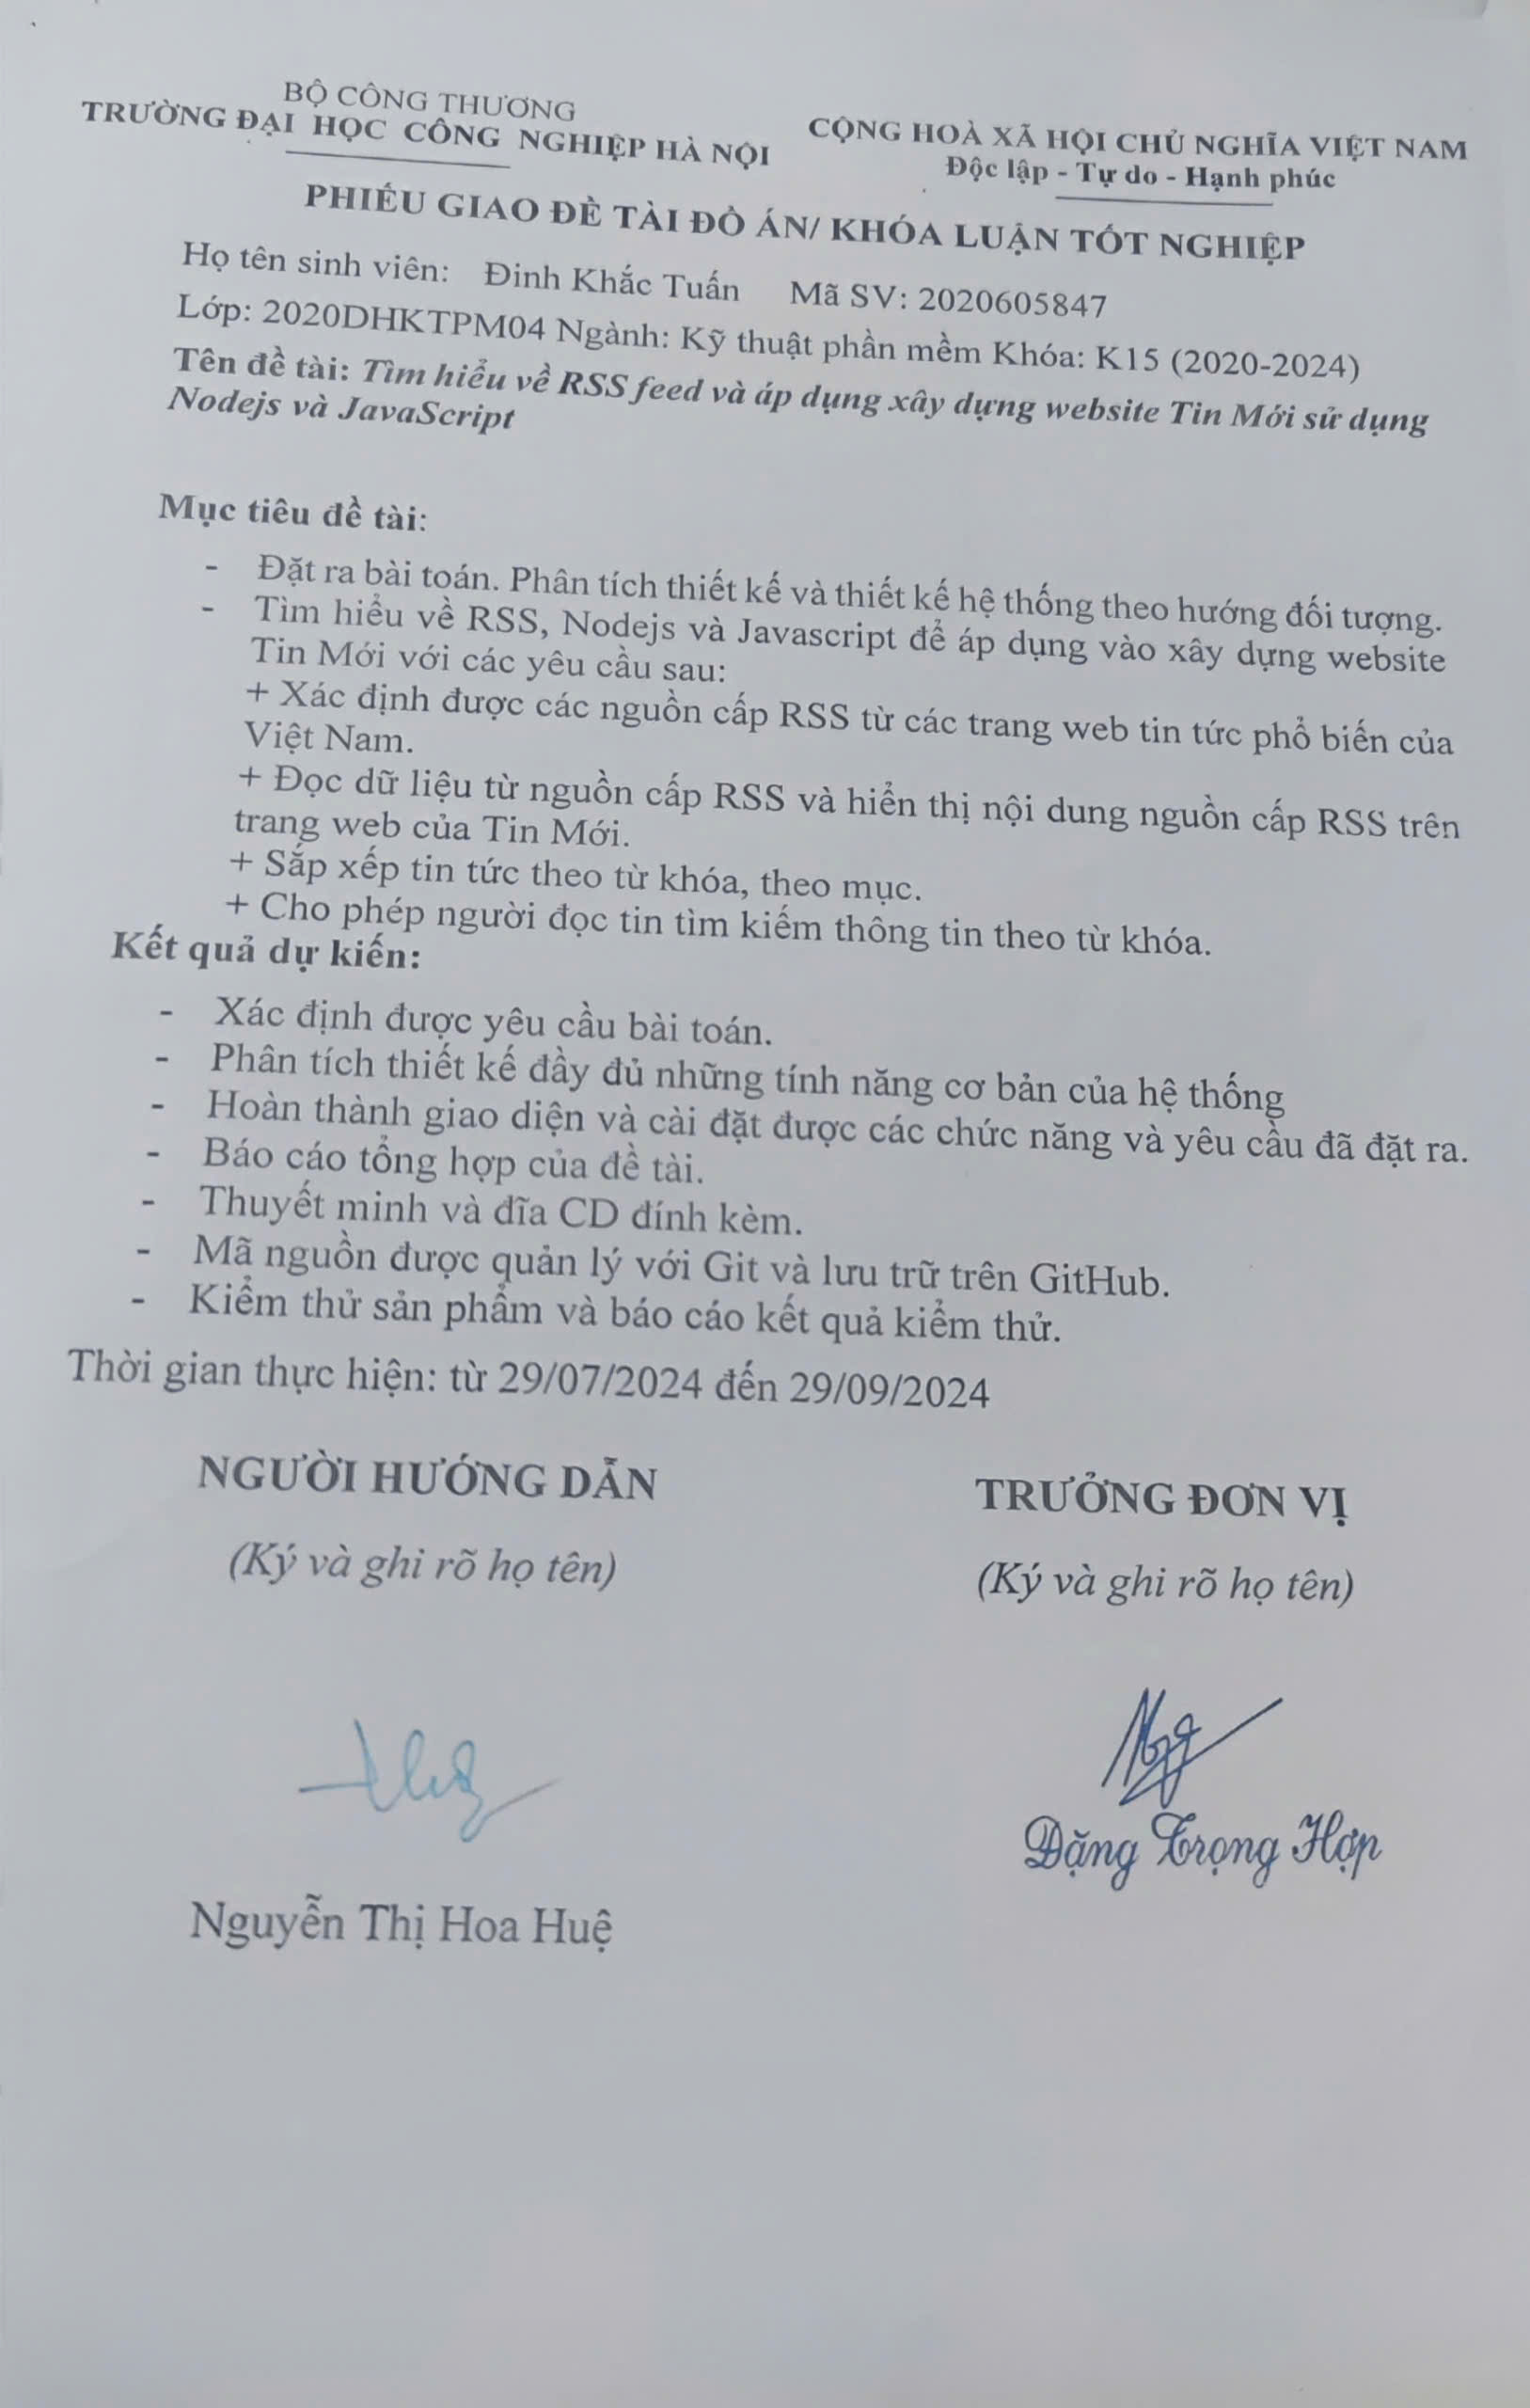 BỘ CÔNG THƯƠNG
TRƯỜNG ĐẠI HỌC CÔNG NGHIỆP HÀ NỘI
CỘNG HOÀ XÃ HỘI CHỦ NGHĨA VIỆT NAM
Độc lập - Tự do - Hạnh phúc
PHIẾU GIAO ĐỀ TÀI ĐỒ ÁN/ KHÓA LUẬN TỐT NGHIỆP
Họ tên sinh viên: Đinh Khắc Tuấn Mã SV: 2020605847
Lớp: 2020DHKTPM04 Ngành: Kỹ thuật phần mềm Khóa: K15 (2020-2024)
Tên đề tài: Tìm hiểu về RSS feed và áp dụng xây dựng website Tin Mới sử dụng
Nodejs và JavaScript
Mục tiêu đề tài:
- Đặt ra bài toán. Phân tích thiết kế và thiết kế hệ thống theo hướng đối tượng.
- Tìm hiểu về RSS, Nodejs và Javascript để áp dụng vào xây dựng website
Tin Mới với các yêu cầu sau:
+ Xác định được các nguồn cấp RSS từ các trang web tin tức phổ biến của
Việt Nam.
+ Đọc dữ liệu từ nguồn cấp RSS và hiển thị nội dung nguồn cấp RSS trên
trang web của Tin Mới.
+ Sắp xếp tin tức theo từ khóa, theo mục.
+ Cho phép người đọc tin tìm kiếm thông tin theo từ khóa.
Kết quả dự kiến:
- Xác định được yêu cầu bài toán.
- Phân tích thiết kế đầy đủ những tính năng cơ bản của hệ thống
- Hoàn thành giao diện và cài đặt được các chức năng và yêu cầu đã đặt ra.
- Báo cáo tổng hợp của đề tài.
- Thuyết minh và đĩa CD đính kèm.
- Mã nguồn được quản lý với Git và lưu trữ trên GitHub.
- Kiểm thử sản phẩm và báo cáo kết quả kiểm thử.
Thời gian thực hiện: từ 29/07/2024 đến 29/09/2024
NGƯỜI HƯỚNG DẪN
(Ký và ghi rõ họ tên)
TRƯỞNG ĐƠN VỊ
(Ký và ghi rõ họ tên)
Đặng Trọng Hợp
Nguyễn Thị Hoa Huệ